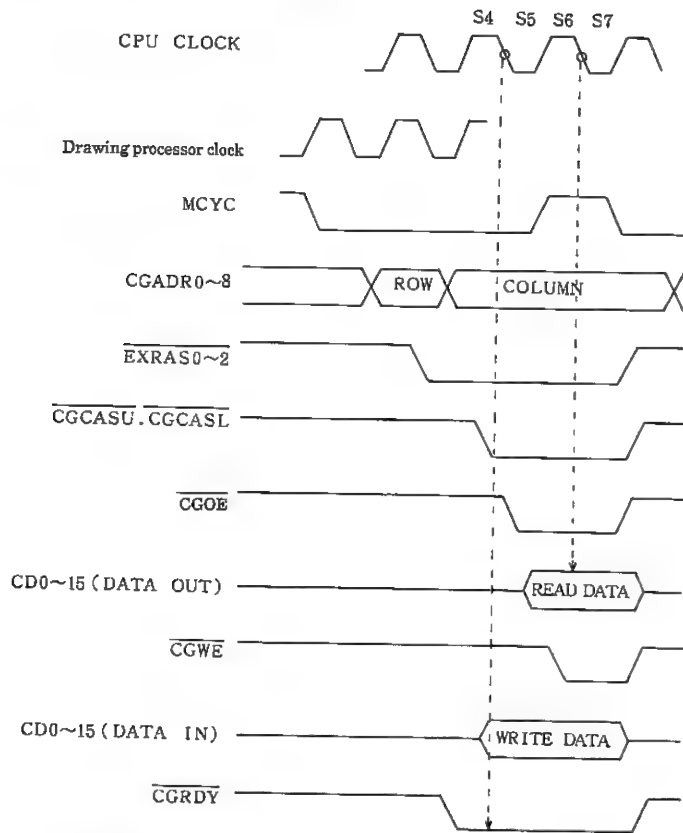 S4 S5 S6 S7
CPU CLOCK
Drawing processor clock
MCYC
CGADR0~8 ROW COLUMN
EXRAS0~2
CGCASU.CGCASL
CGOE
CD0~15(DATA OUT) READ DATA
CGWE
CD0~15(DATA IN) WRITE DATA
CGRDY